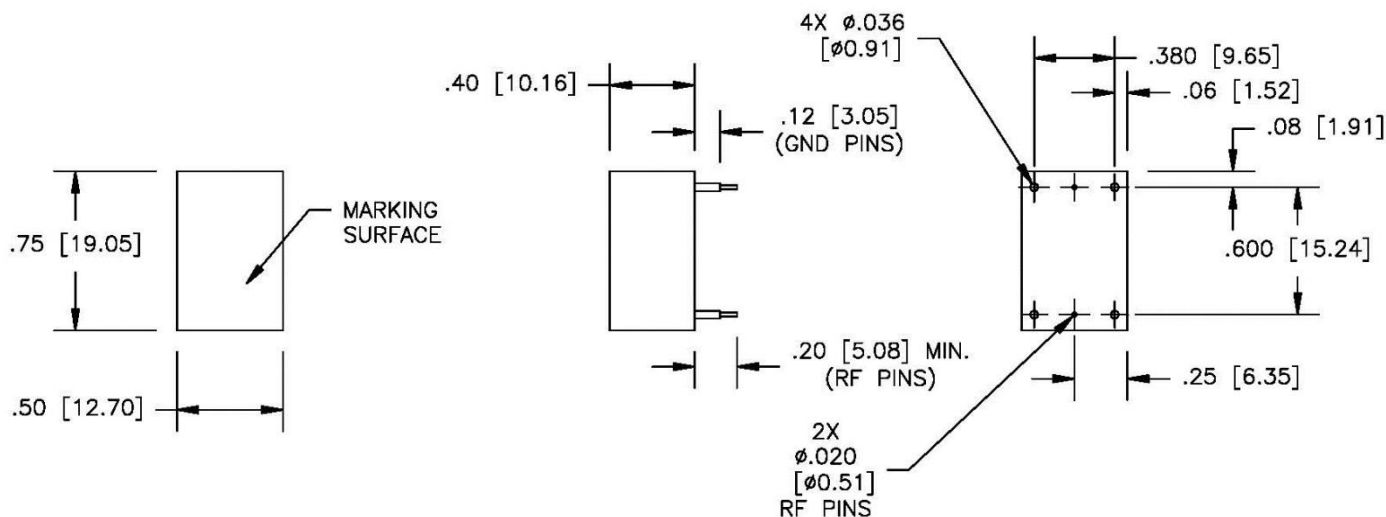 .75 [19.05]
.50 [12.70]
MARKING
SURFACE
.40 [10.16]
.12 [3.05]
(GND PINS)
.20 [5.08] MIN.
(RF PINS)
4X ø.036
[ø0.91]
.380 [9.65]
.06 [1.52]
.08 [1.91]
.600 [15.24]
.25 [6.35]
2X
ø.020
[ø0.51]
RF PINS